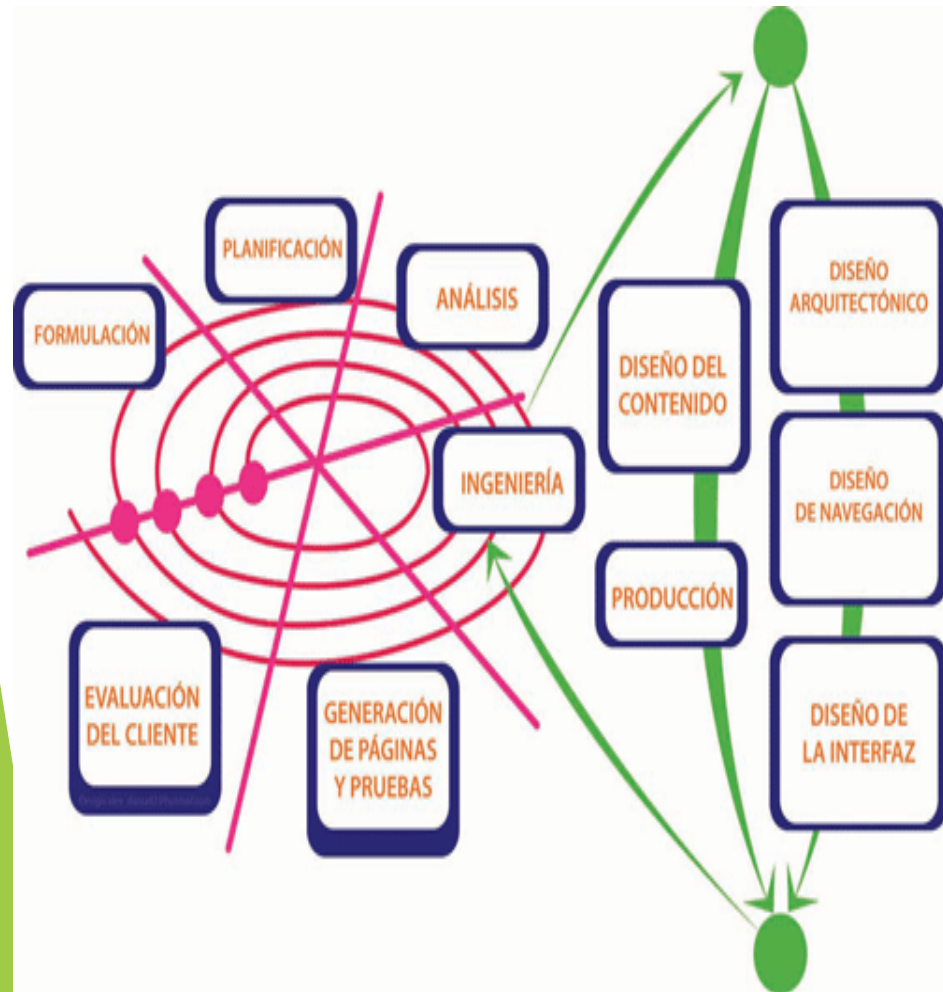 PLANIFICACIÓN
FORMULACIÓN
ANÁLISIS
INGENIERÍA
EVALUACIÓN
DEL CLIENTE
GENERACIÓN
DE PÁGINAS
Y PRUEBAS
DISEÑO DEL
CONTENIDO
PRODUCCIÓN
DISEÑO
ARQUITECTÓNICO
DISEÑO
DE NAVEGACIÓN
DISEÑO DE
LA INTERFAZ